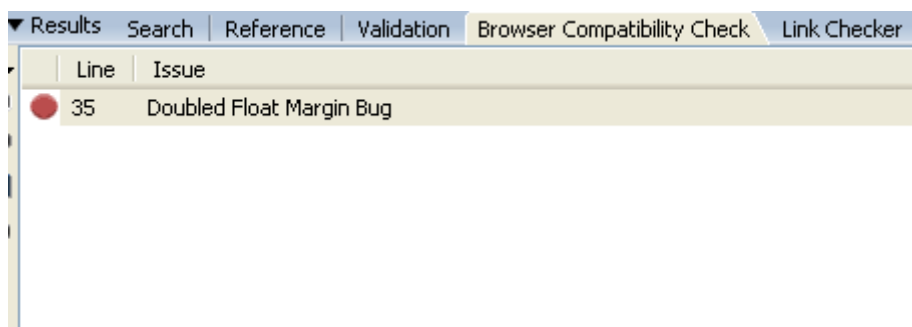 Results Search Reference Validation Browser Compatibility Check Link Checker
Line Issue
35 Doubled Float Margin Bug